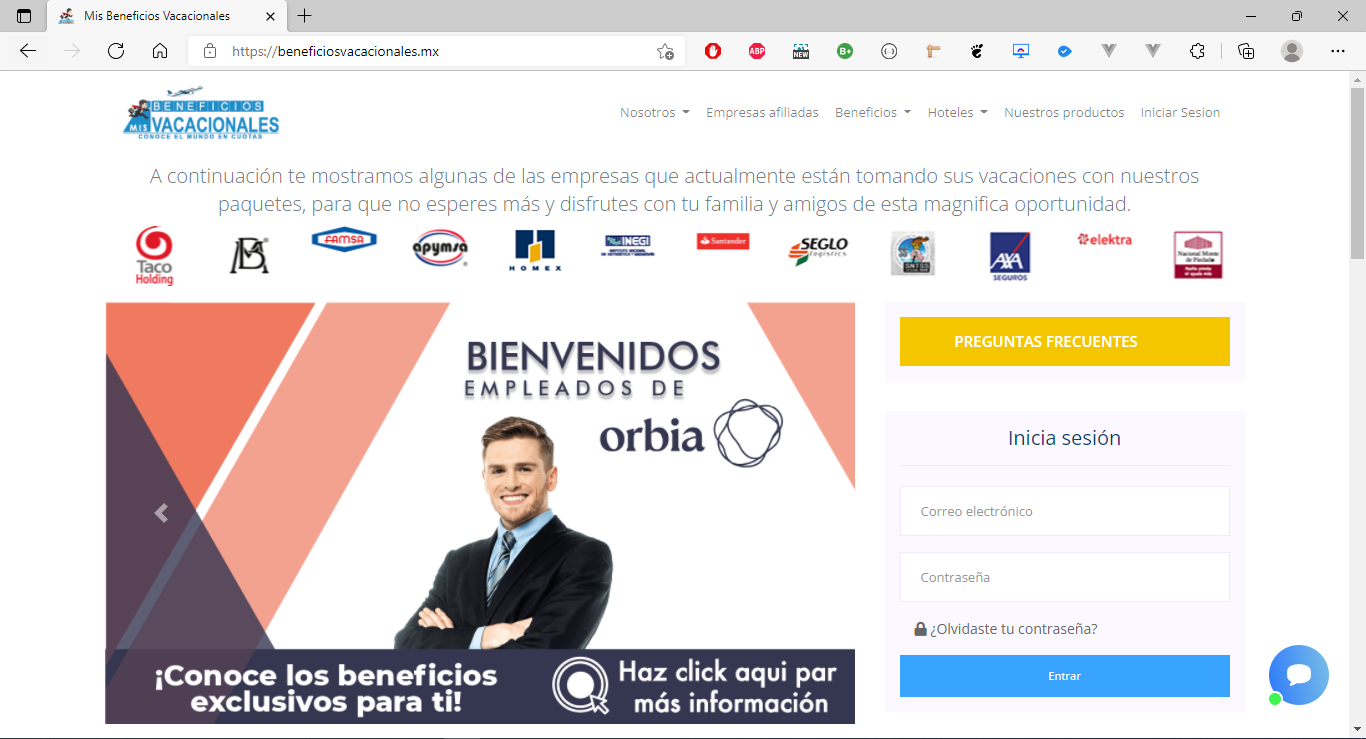 Mis Beneficios Vacacionales
https://beneficiosvacacionales.mx
ABP
NEW
B+
BENEFICIOS
MIS VACACIONALES
CONOCE EL MUNDO EN CUOTAS
Nosotros
Empresas afiliadas
Beneficios
Hoteles
Nuestros productos
Iniciar Sesion
A continuación te mostramos algunas de las empresas que actualmente están tomando sus vacaciones con nuestros
paquetes, para que no esperes más y disfrutes con tu familia y amigos de esta magnifica oportunidad.
Taco
Holding
FAMSA
apymsa
HOMEX
INEGI
Santander
SEGLO
logistics
SNTSS
AXA
SEGUROS
elektra
Nacional Monte
de Piedad
BIENVENIDOS
EMPLEADOS DE
orbia
¡Conoce los beneficios
exclusivos para ti!
Haz click aqui par
más información
PREGUNTAS FRECUENTES
Inicia sesión
Correo electrónico
Contraseña
¿Olvidaste tu contraseña?
Entrar